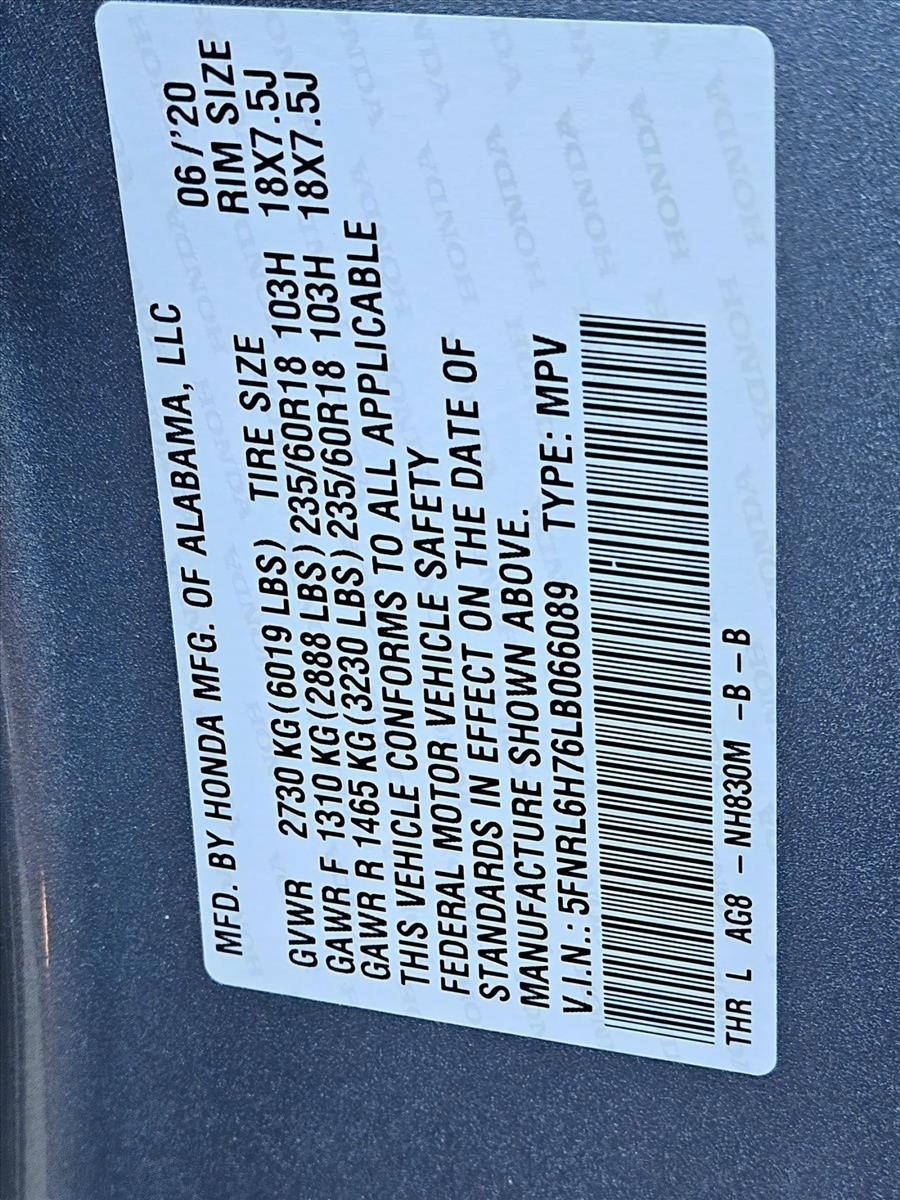 MFD. BY HONDA MFG. OF ALABAMA, LLC 06/'20
GVWR 2730 KG (6019 LBS) TIRE SIZE RIM SIZE
GAWR F 1310 KG (2888 LBS) 235/60R18 103H 18X7.5J
GAWR R 1465 KG (3230 LBS) 235/60R18 103H 18X7.5J
THIS VEHICLE CONFORMS TO ALL APPLICABLE
FEDERAL MOTOR VEHICLE SAFETY
STANDARDS IN EFFECT ON THE DATE OF
MANUFACTURE SHOWN ABOVE.
V.I.N.: 5FNRL6H76LB066089 TYPE: MPV
THR L AG8 -NH830M -B-B